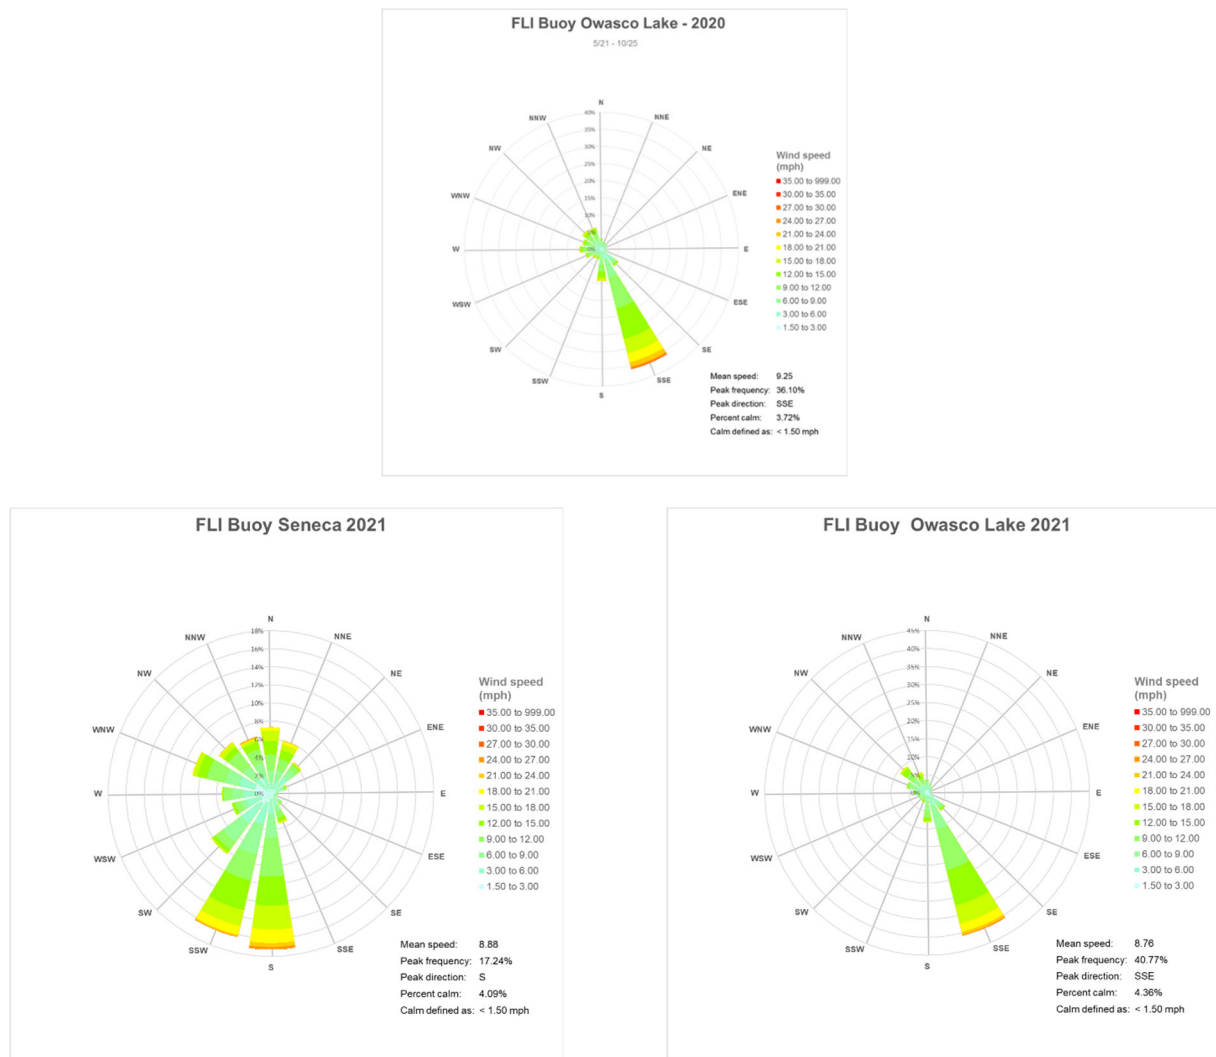 FLI Buoy Owasco Lake - 2020
5/21 - 10/25
N
NNE
NE
ENE
E
ESE
SE
SSE
S
SSW
SW
WSW
W
WNW
NW
NNW
40%
35%
30%
25%
20%
15%
10%
5%
0%
Wind speed
(mph)
35.00 to 999.00
30.00 to 35.00
27.00 to 30.00
24.00 to 27.00
21.00 to 24.00
18.00 to 21.00
15.00 to 18.00
12.00 to 15.00
9.00 to 12.00
6.00 to 9.00
3.00 to 6.00
1.50 to 3.00
Mean speed: 9.25
Peak frequency: 36.10%
Peak direction: SSE
Percent calm: 3.72%
Calm defined as: < 1.50 mph
FLI Buoy Seneca 2021
N
NNE
NE
ENE
E
ESE
SE
SSE
S
SSW
SW
WSW
W
WNW
NW
NNW
18%
16%
14%
12%
10%
8%
6%
4%
2%
0%
Wind speed
(mph)
35.00 to 999.00
30.00 to 35.00
27.00 to 30.00
24.00 to 27.00
21.00 to 24.00
18.00 to 21.00
15.00 to 18.00
12.00 to 15.00
9.00 to 12.00
6.00 to 9.00
3.00 to 6.00
1.50 to 3.00
Mean speed: 8.88
Peak frequency: 17.24%
Peak direction: S
Percent calm: 4.09%
Calm defined as: < 1.50 mph
FLI Buoy Owasco Lake 2021
N
NNE
NE
ENE
E
ESE
SE
SSE
S
SSW
SW
WSW
W
WNW
NW
NNW
45%
40%
35%
30%
25%
20%
15%
10%
5%
0%
Wind speed
(mph)
35.00 to 999.00
30.00 to 35.00
27.00 to 30.00
24.00 to 27.00
21.00 to 24.00
18.00 to 21.00
15.00 to 18.00
12.00 to 15.00
9.00 to 12.00
6.00 to 9.00
3.00 to 6.00
1.50 to 3.00
Mean speed: 8.76
Peak frequency: 40.77%
Peak direction: SSE
Percent calm: 4.36%
Calm defined as: < 1.50 mph